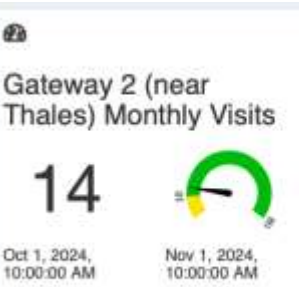 Gateway 2 (near
Thales) Monthly Visits
14
Oct 1, 2024,
10:00:00 AM
Nov 1, 2024,
10:00:00 AM